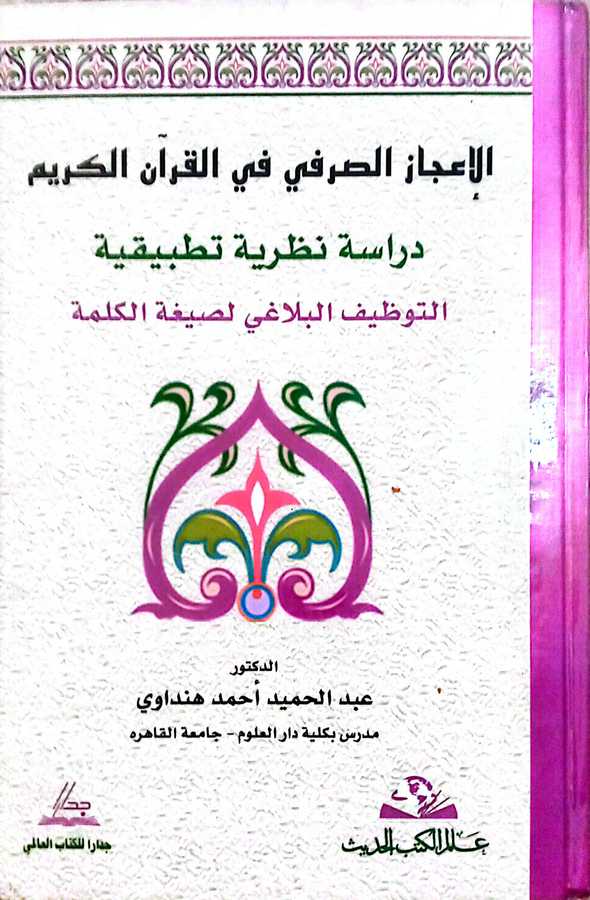 الإعجاز الصرفي في القرآن الكريم
دراسة نظرية تطبيقية
التوظيف البلاغي لصيغة الكلمة
الدكتور
عبد الحميد أحمد هنداوي
مدرس بكلية دار العلوم - جامعة القاهره
جدارا
جدارا للكتاب العالمي
عالم الكتب الحديث